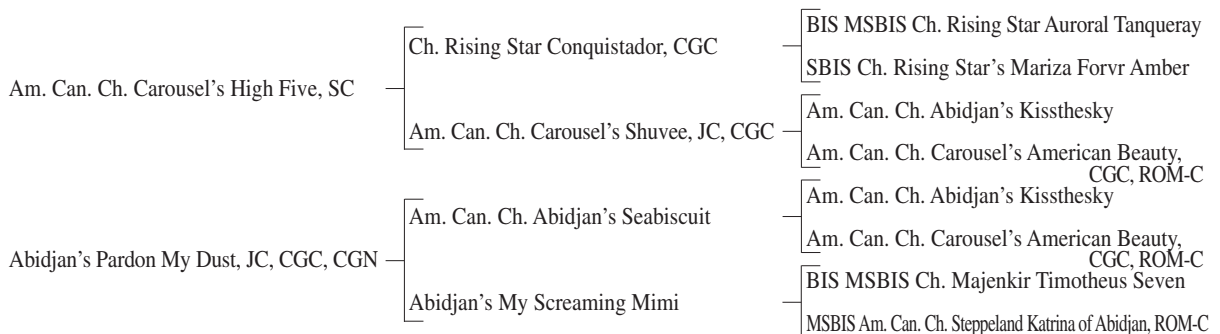 BIS MSBIS Ch. Rising Star Auroral Tanqueray
Ch. Rising Star Conquistador, CGC
SBIS Ch. Rising Star’s Mariza Forvr Amber
Am. Can. Ch. Carousel’s High Five, SC
Am. Can. Ch. Abidjan’s Kissthesky
Am. Can. Ch. Carousel’s Shuvee, JC, CGC
Am. Can. Ch. Carousel’s American Beauty,
CGC, ROM-C
Am. Can. Ch. Abidjan’s Kissthesky
Am. Can. Ch. Abidjan’s Seabiscuit
Am. Can. Ch. Carousel’s American Beauty,
CGC, ROM-C
Abidjan’s Pardon My Dust, JC, CGC, CGN
BIS MSBIS Ch. Majenkir Timotheus Seven
Abidjan’s My Screaming Mimi
MSBIS Am. Can. Ch. Steppeland Katrina of Abidjan, ROM-C